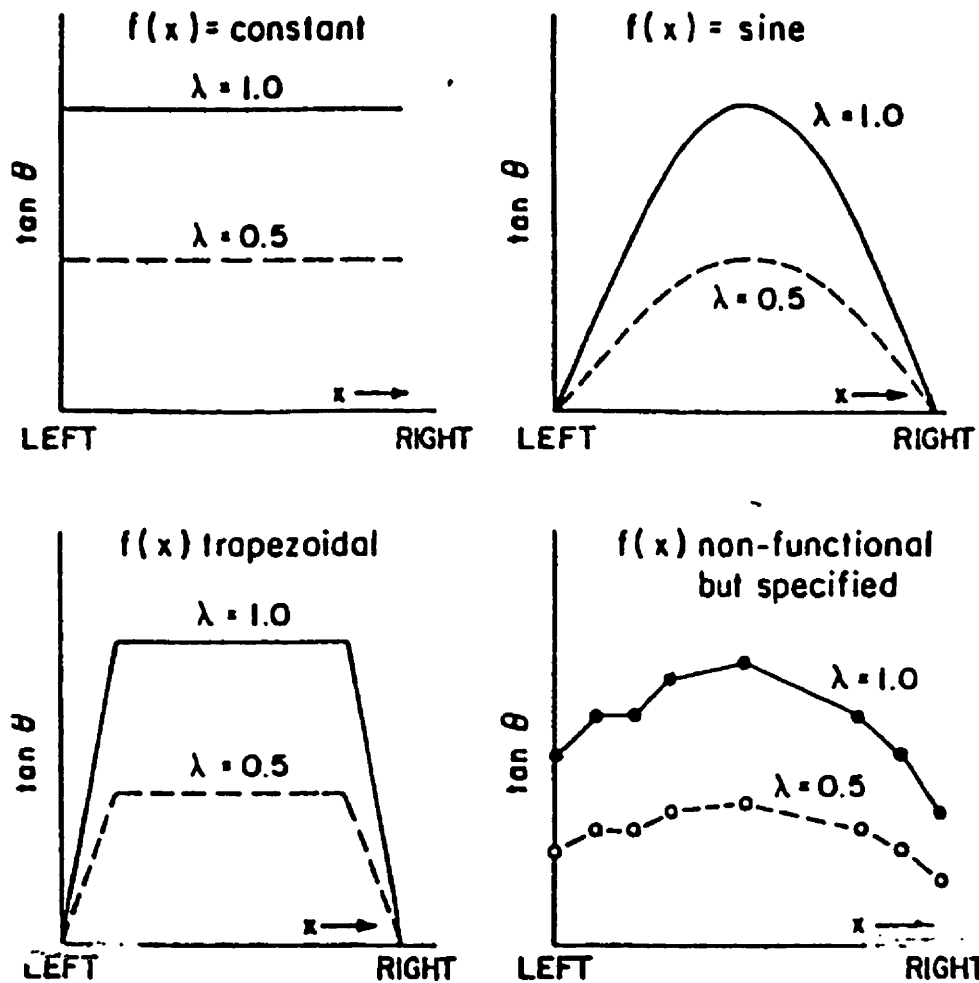 f(x) = constant
λ = 1.0
tan θ
λ = 0.5
x
LEFT
RIGHT
f(x) = sine
λ = 1.0
tan θ
λ = 0.5
x
LEFT
RIGHT
f(x) trapezoidal
λ = 1.0
tan θ
λ = 0.5
x
LEFT
RIGHT
f(x) non-functional
but specified
λ = 1.0
tan θ
λ = 0.5
x
LEFT
RIGHT